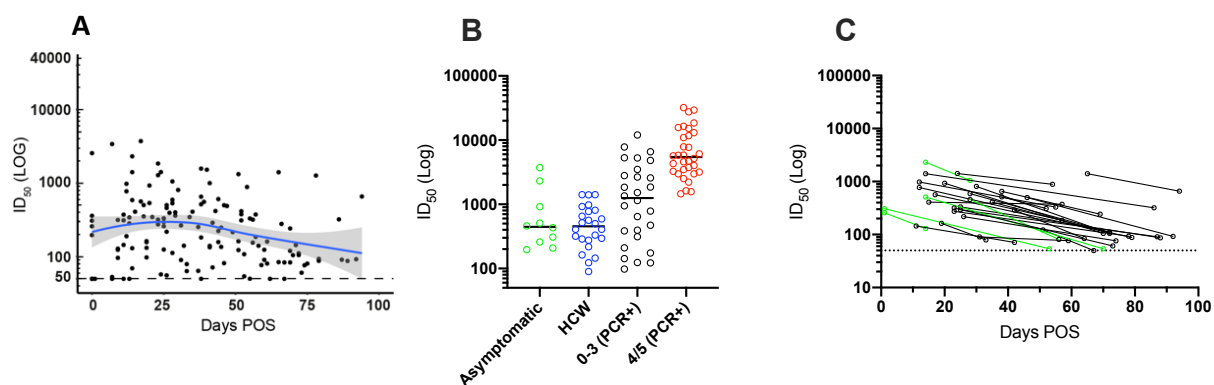 A
ID50 (LOG)
40000
10000
1000
100
50
0
25
50
75
100
Days POS
B
ID50 (Log)
100000
10000
1000
100
Asymptomatic
HCW
0-3 (PCR+)
4/5 (PCR+)
C
ID50 (Log)
100000
10000
1000
100
10
0
20
40
60
80
100
Days POS